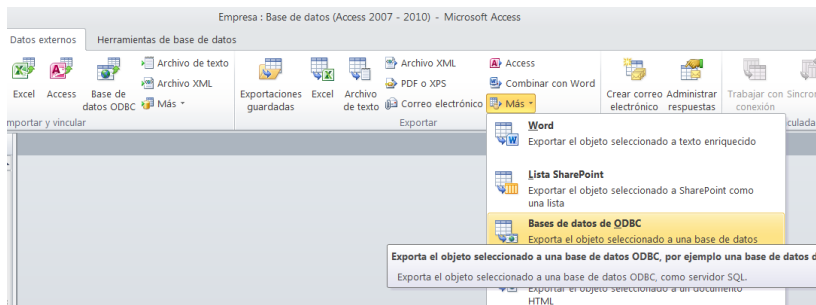 Empresa : Base de datos (Access 2007 - 2010) - Microsoft Access
Datos externos Herramientas de base de datos
Excel
Access
Base de
datos ODBC
Archivo de texto
Archivo XML
Más
Exportaciones
guardadas
Excel
Archivo
de texto
Archivo XML
PDF o XPS
Correo electrónico
Access
Combinar con Word
Más
Crear correo
electrónico
Administrar
respuestas
Trabajar con
conexión
Sincron
mportar y vincular
Exportar
culada
Word
Exportar el objeto seleccionado a texto enriquecido
Lista SharePoint
Exportar el objeto seleccionado a SharePoint como
una lista
Bases de datos de ODBC
Exporta el objeto seleccionado a una base de datos
Exporta el objeto seleccionado a una base de datos ODBC, por ejemplo una base de datos d
Exporta el objeto seleccionado a una base de datos ODBC, como servidor SQL.
Exportar el objeto seleccionado a un documento
HTML